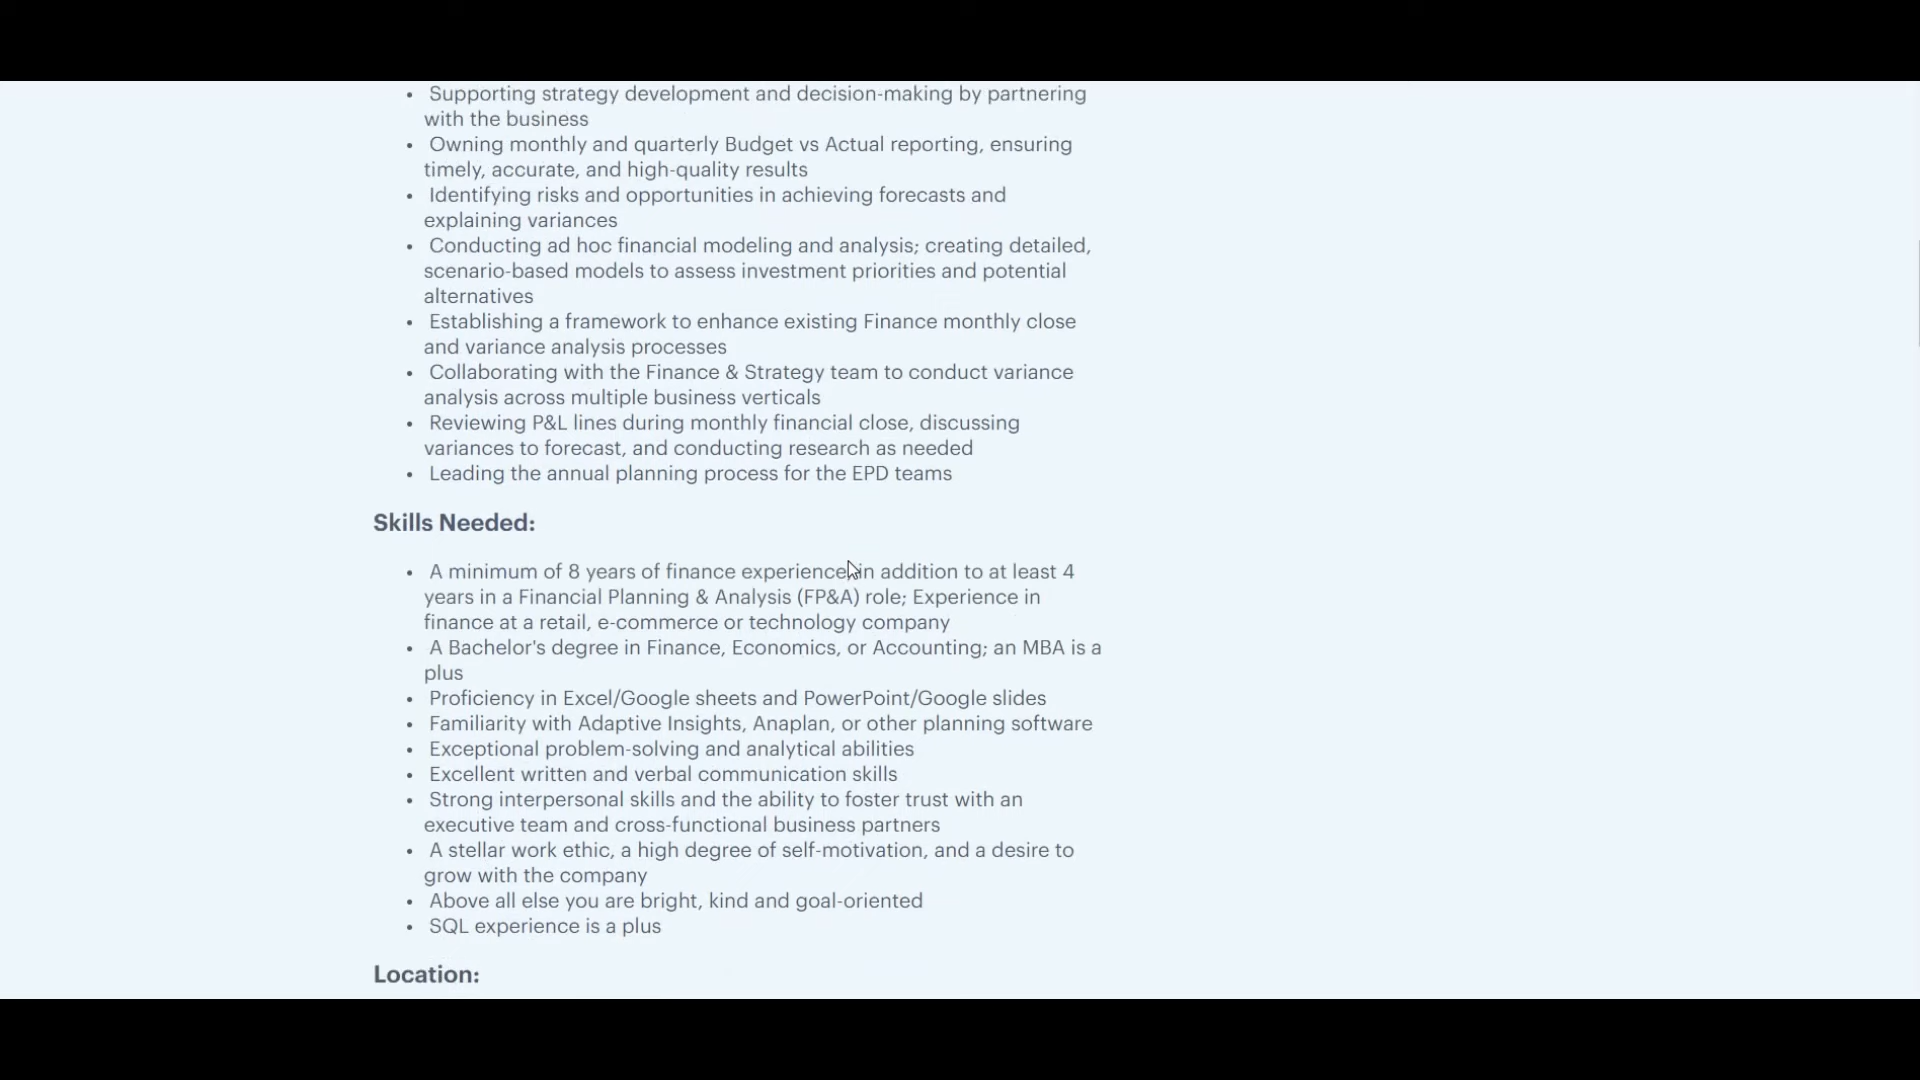 • Supporting strategy development and decision-making by partnering
with the business
• Owning monthly and quarterly Budget vs Actual reporting, ensuring
timely, accurate, and high-quality results
• Identifying risks and opportunities in achieving forecasts and
explaining variances
• Conducting ad hoc financial modeling and analysis; creating detailed,
scenario-based models to assess investment priorities and potential
alternatives
• Establishing a framework to enhance existing Finance monthly close
and variance analysis processes
• Collaborating with the Finance & Strategy team to conduct variance
analysis across multiple business verticals
• Reviewing P&L lines during monthly financial close, discussing
variances to forecast, and conducting research as needed
• Leading the annual planning process for the EPD teams
Skills Needed:
• A minimum of 8 years of finance experience in addition to at least 4
years in a Financial Planning & Analysis (FP&A) role; Experience in
finance at a retail, e-commerce or technology company
• A Bachelor's degree in Finance, Economics, or Accounting; an MBA is a
plus
• Proficiency in Excel/Google sheets and PowerPoint/Google slides
• Familiarity with Adaptive Insights, Anaplan, or other planning software
• Exceptional problem-solving and analytical abilities
• Excellent written and verbal communication skills
• Strong interpersonal skills and the ability to foster trust with an
executive team and cross-functional business partners
• A stellar work ethic, a high degree of self-motivation, and a desire to
grow with the company
• Above all else you are bright, kind and goal-oriented
• SQL experience is a plus
Location: